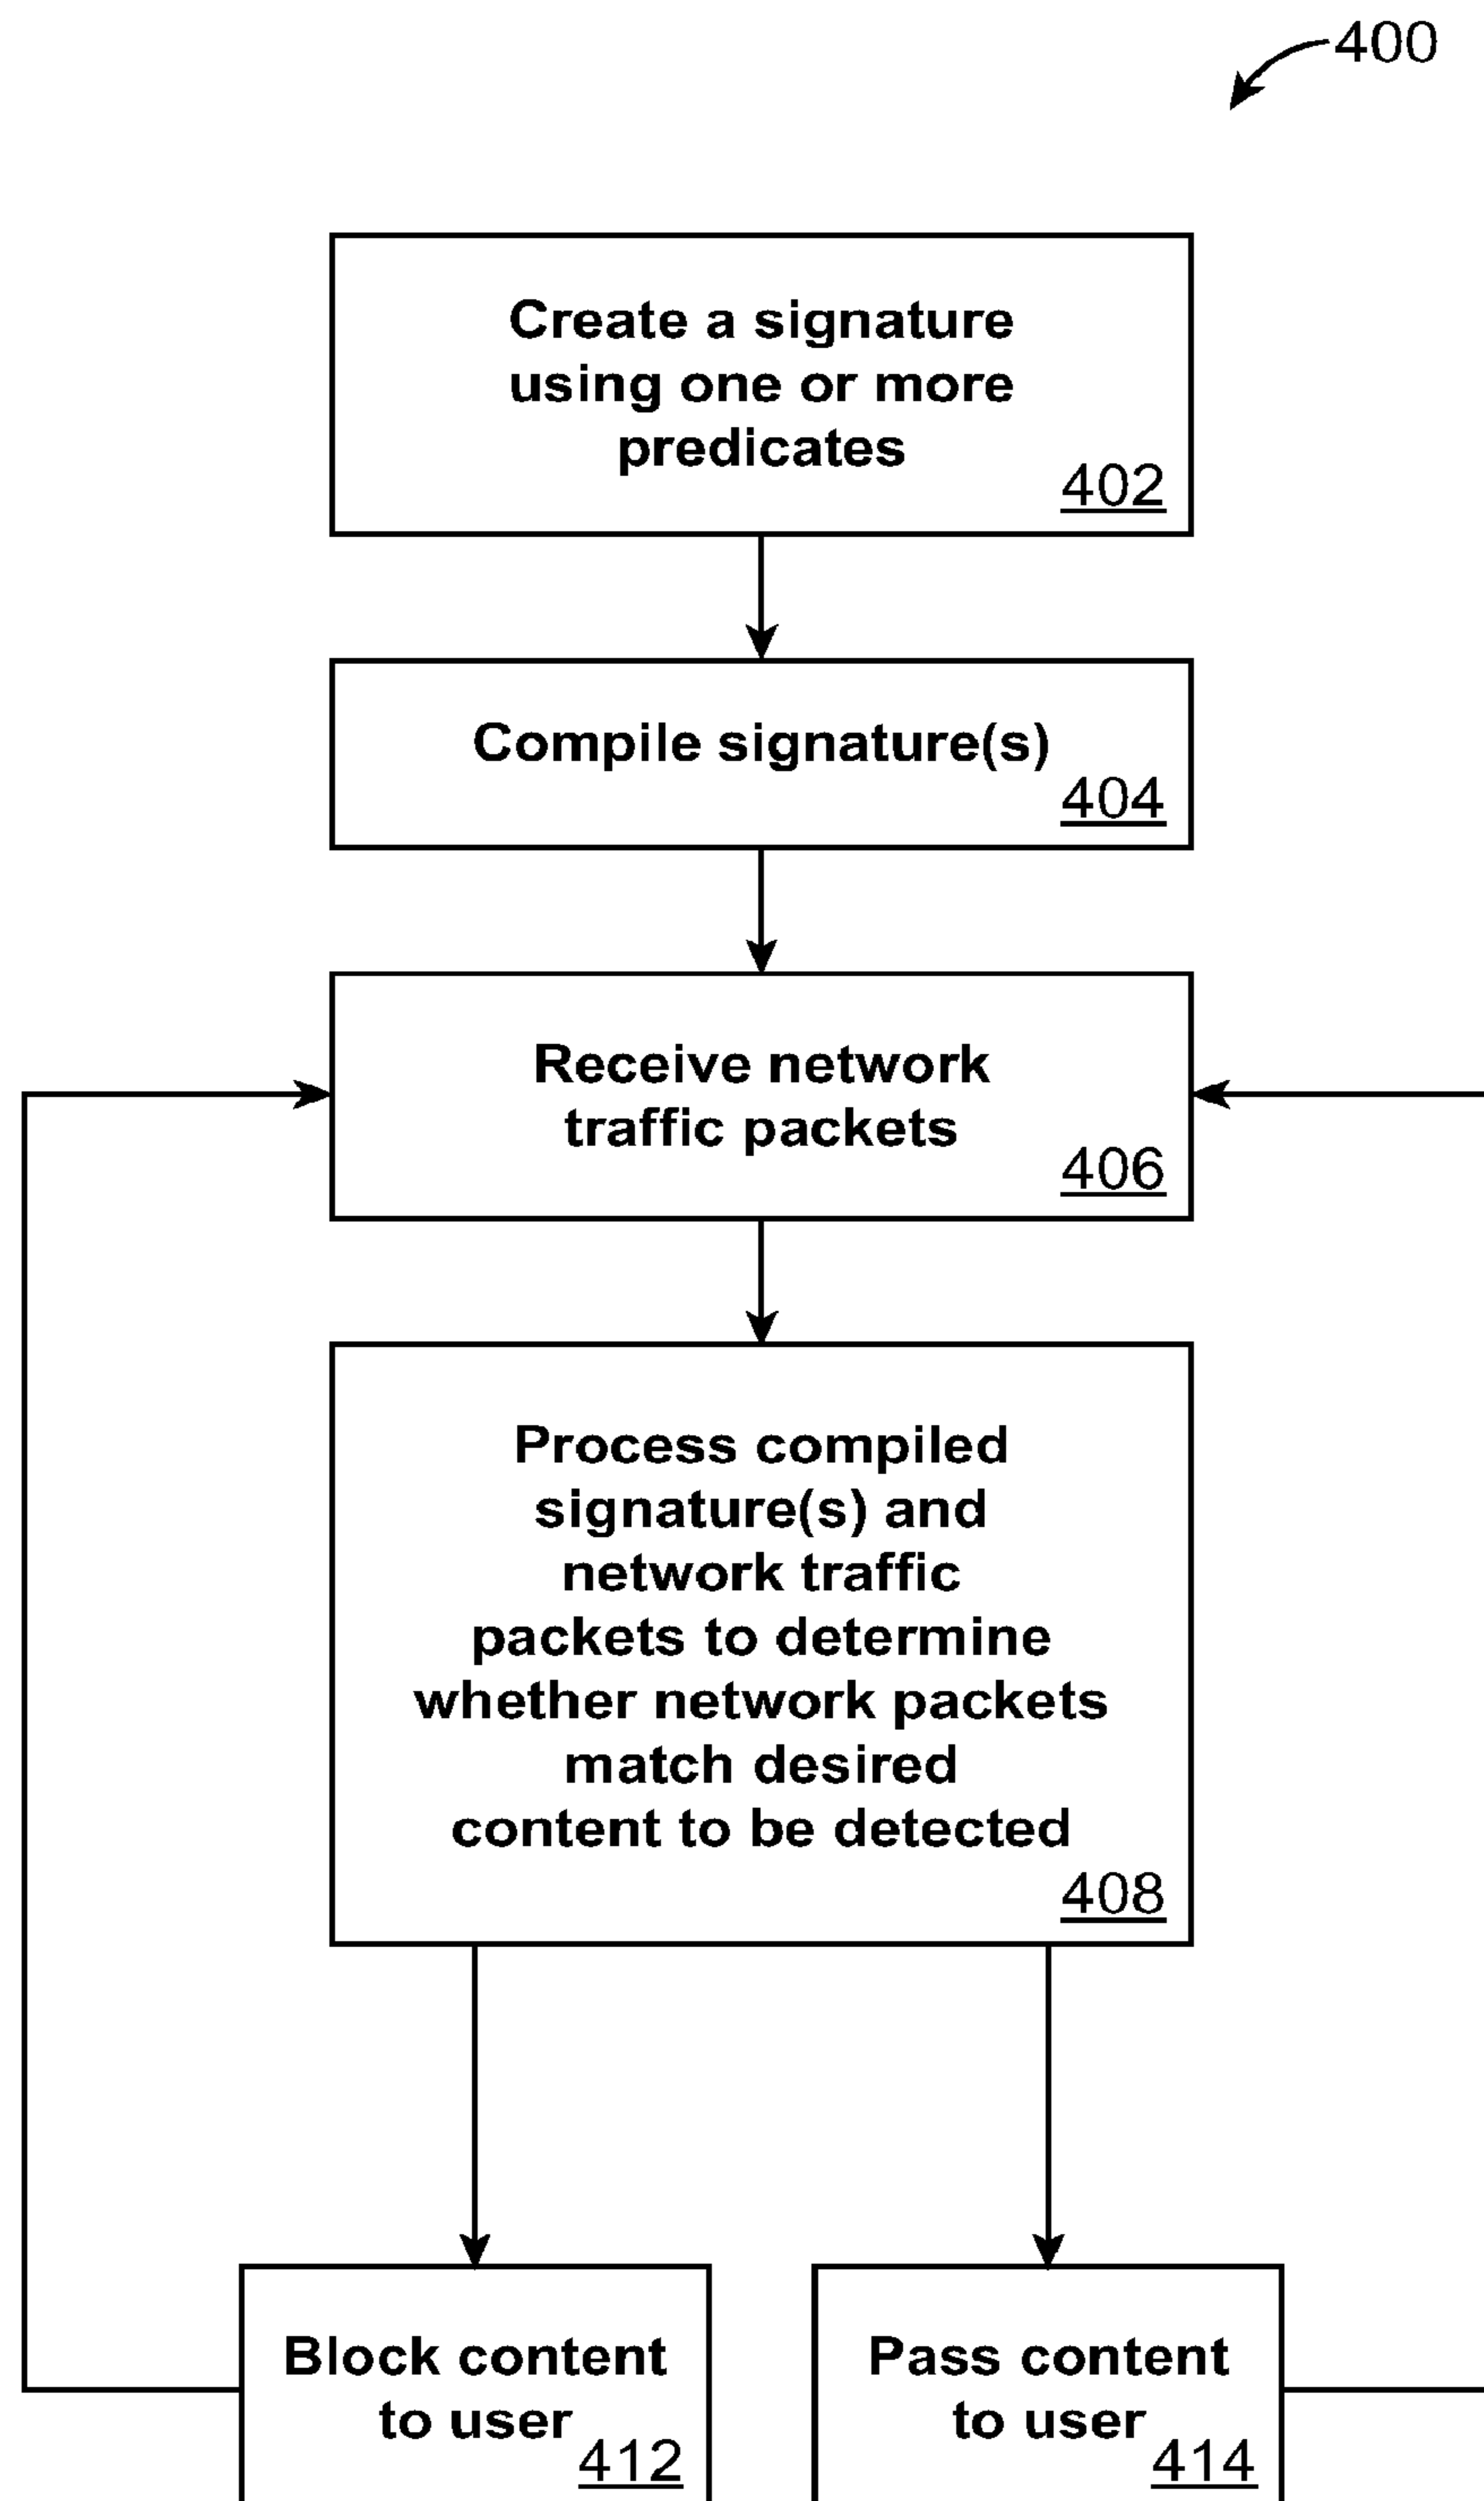 400
Create a signature
using one or more
predicates
402
Compile signature(s)
404
Receive network
traffic packets
406
Process compiled
signature(s) and
network traffic
packets to determine
whether network packets
match desired
content to be detected
408
Block content
to user
412
Pass content
to user
414